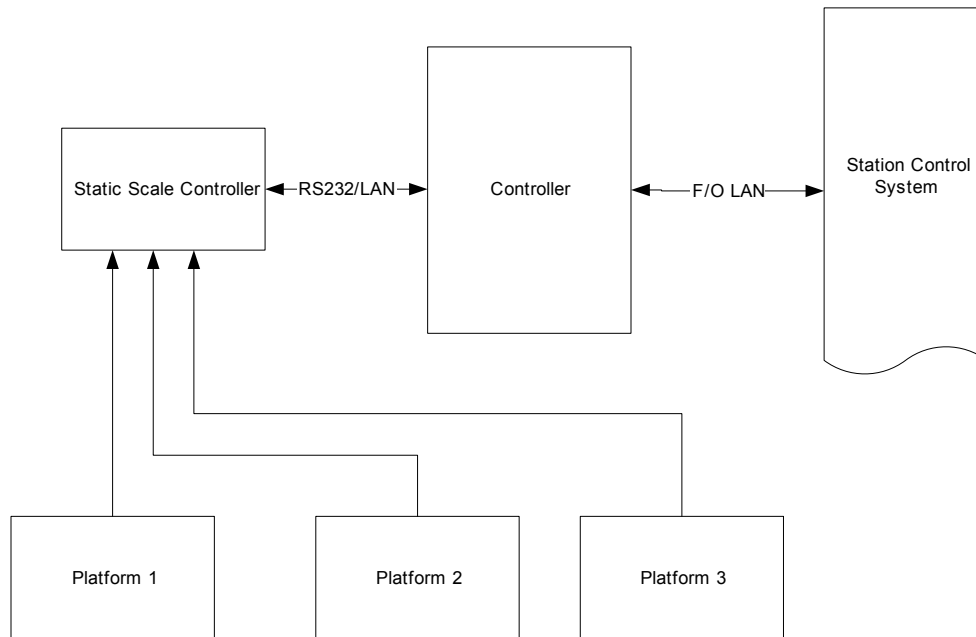 Static Scale Controller
RS232/LAN
Controller
F/O LAN
Station Control
System
Platform 1
Platform 2
Platform 3